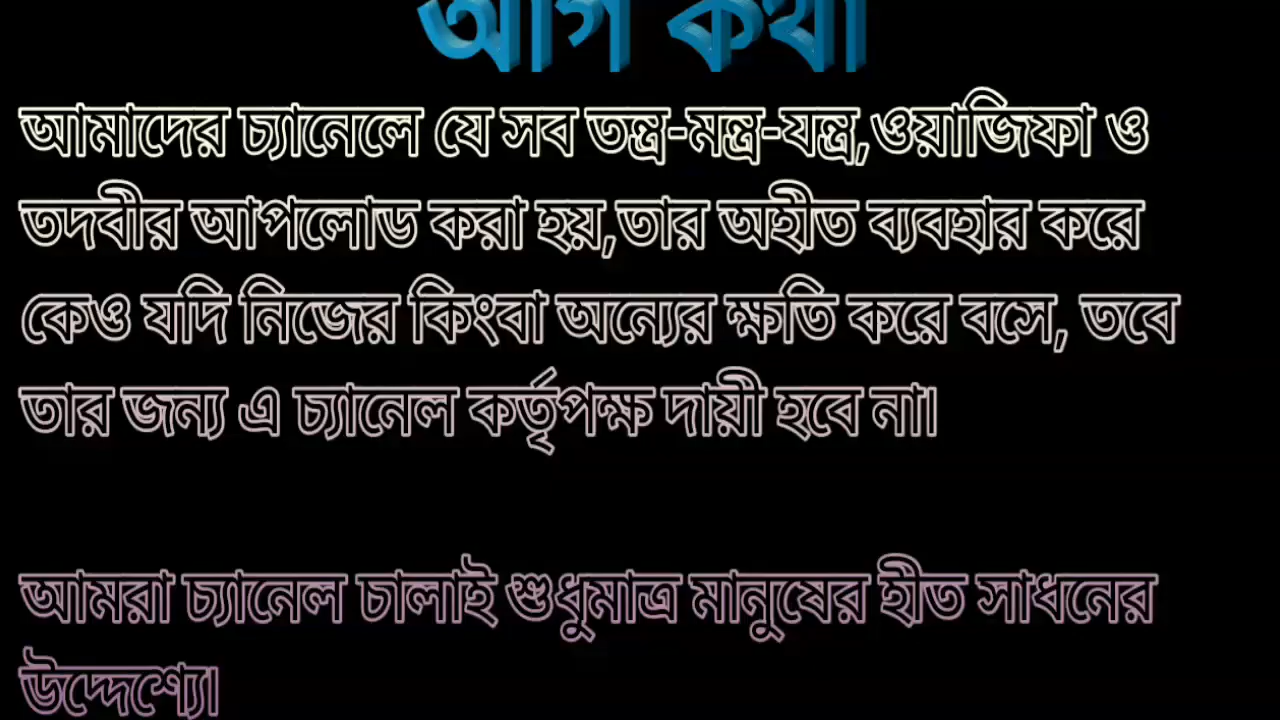 আগ কথা
আমাদের চ্যানেলে যে সব তন্ত্র-মন্ত্র-যন্ত্র,ওয়াজিফা ও
তদবীর আপলোড করা হয়,তার অহীত ব্যবহার করে
কেও যদি নিজের কিংবা অন্যের ক্ষতি করে বসে, তবে
তার জন্য এ চ্যানেল কর্তৃপক্ষ দায়ী হবে না।
আমরা চ্যানেল চালাই শুধুমাত্র মানুষের হীত সাধনের
উদ্দেশ্যে।